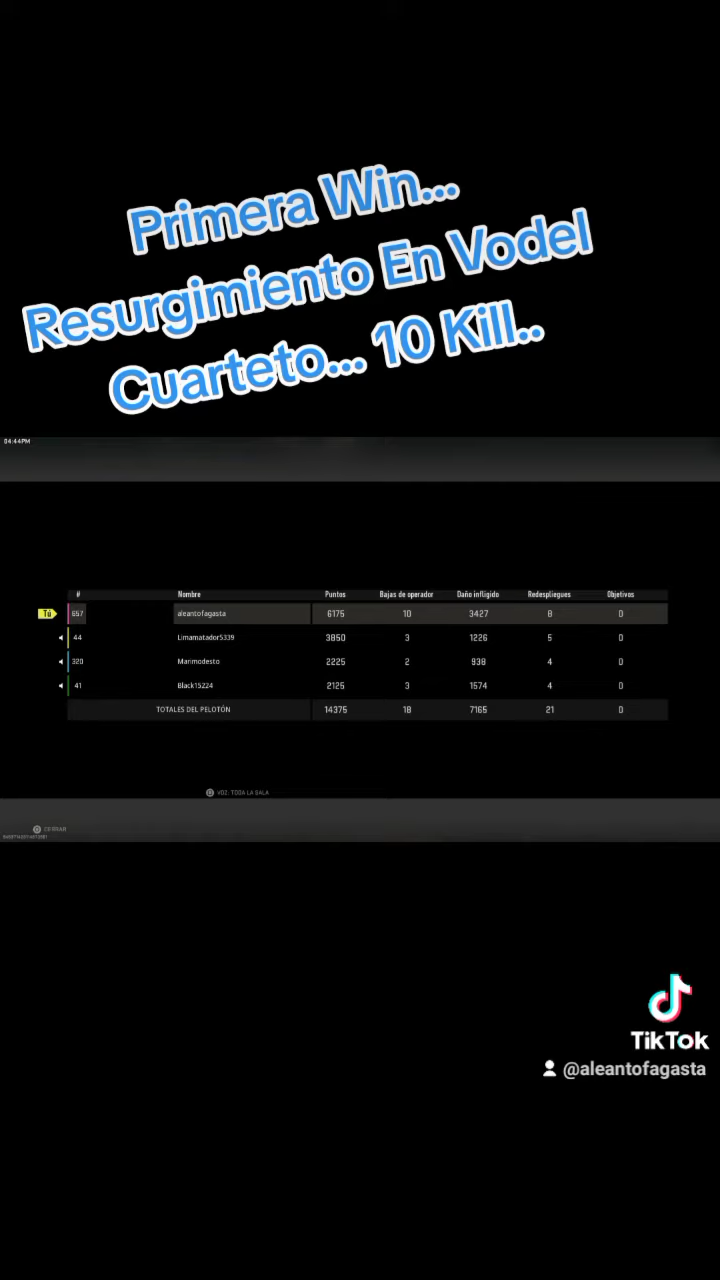 Primera Win...
Resurgimiento En Vodel
Cuarteto... 10 Kill..
04:44PM
# Nombre Puntos Bajas de operador Daño infligido Redespliegues Objetivos
Tú 657 aleantofagasta 6175 10 3427 8 0
44 Limamatador5339 3850 3 1226 5 0
320 Marimodesto 2225 2 938 4 0
41 Black15224 2125 3 1574 4 0
TOTALES DEL PELOTÓN 14375 18 7165 21 0
VOZ: TODA LA SALA
CERRAR
TikTok
@aleantofagasta